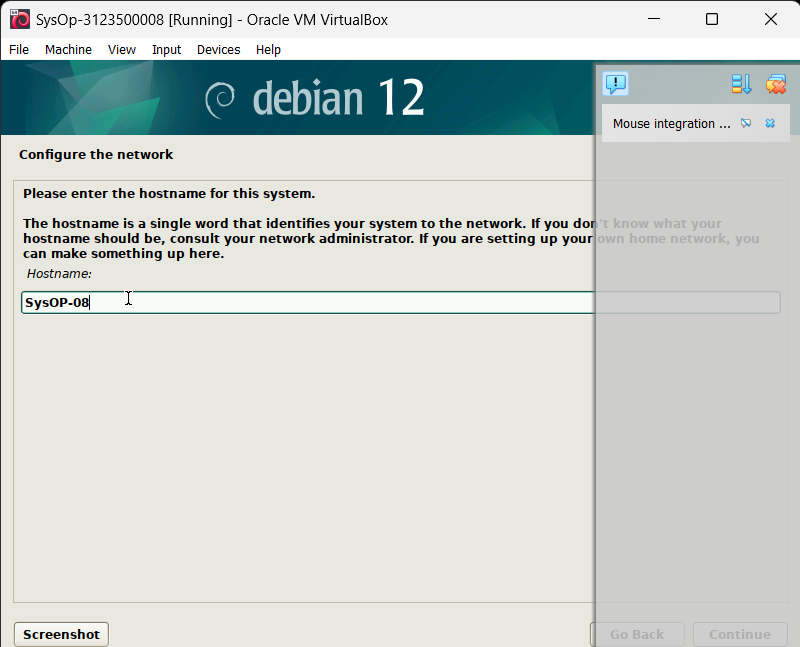 SysOp-3123500008 [Running] - Oracle VM VirtualBox
File Machine View Input Devices Help
debian 12
Mouse integration ...
Configure the network
Please enter the hostname for this system.
The hostname is a single word that identifies your system to the network. If you don't know what your
hostname should be, consult your network administrator. If you are setting up your own home network, you
can make something up here.
Hostname:
SysOP-08
Screenshot
Go Back
Continue